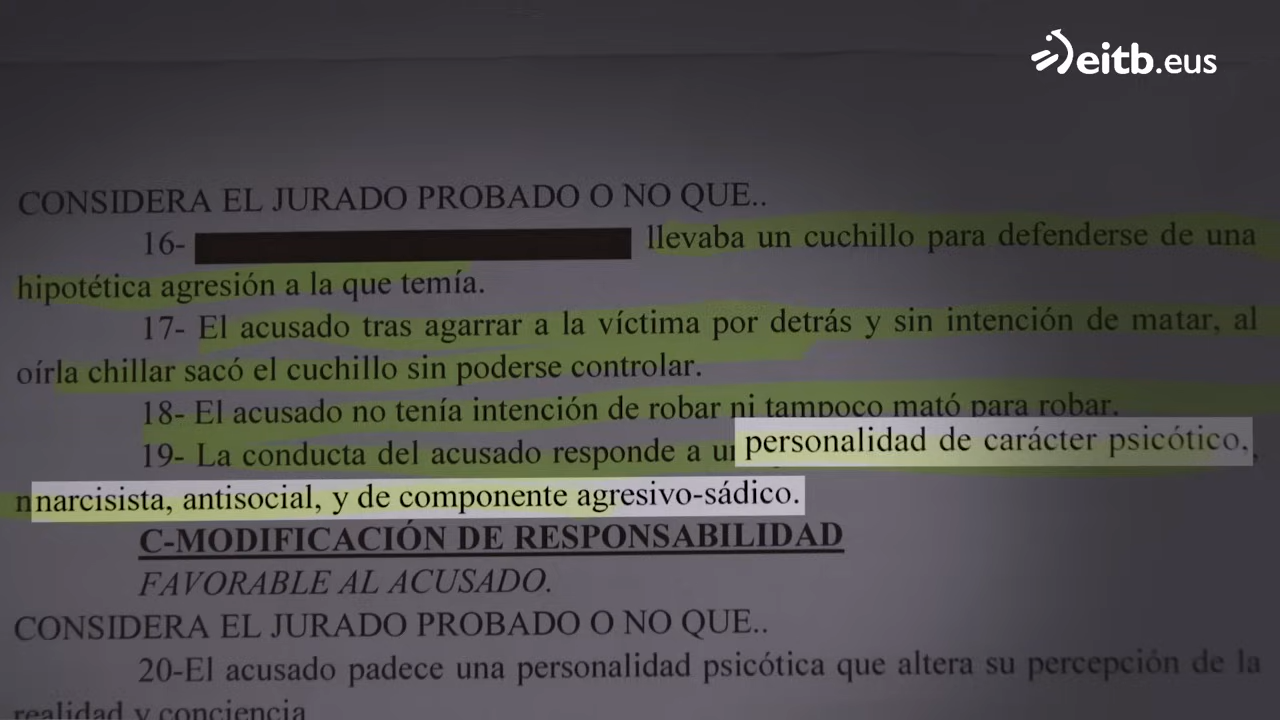 eitb.eus
CONSIDERA EL JURADO PROBADO O NO QUE..
16- llevaba un cuchillo para defenderse de una
hipotética agresión a la que temía.
17- El acusado tras agarrar a la víctima por detrás y sin intención de matar, al
oírla chillar sacó el cuchillo sin poderse controlar.
18- El acusado no tenía intención de robar ni tampoco mató para robar.
19- La conducta del acusado responde a un personalidad de carácter psicótico,
narcisista, antisocial, y de componente agresivo-sádico.
C-MODIFICACIÓN DE RESPONSABILIDAD
FAVORABLE AL ACUSADO.
CONSIDERA EL JURADO PROBADO O NO QUE..
20-El acusado padece una personalidad psicótica que altera su percepción de la
realidad y conciencia